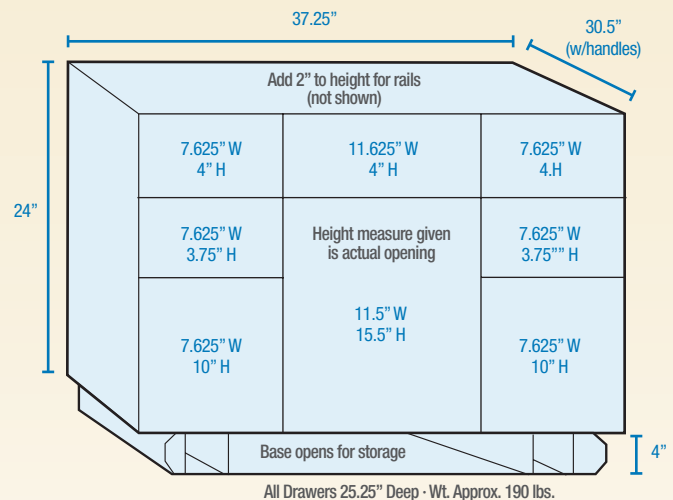 37.25”
30.5”
(w/handles)
Add 2” to height for rails
(not shown)
7.625” W
4” H
11.625” W
4” H
7.625” W
4.H
24”
7.625” W
3.75” H
Height measure given
is actual opening
7.625” W
3.75”” H
11.5” W
15.5” H
7.625” W
10” H
7.625” W
10” H
Base opens for storage
4”
All Drawers 25.25” Deep · Wt. Approx. 190 lbs.